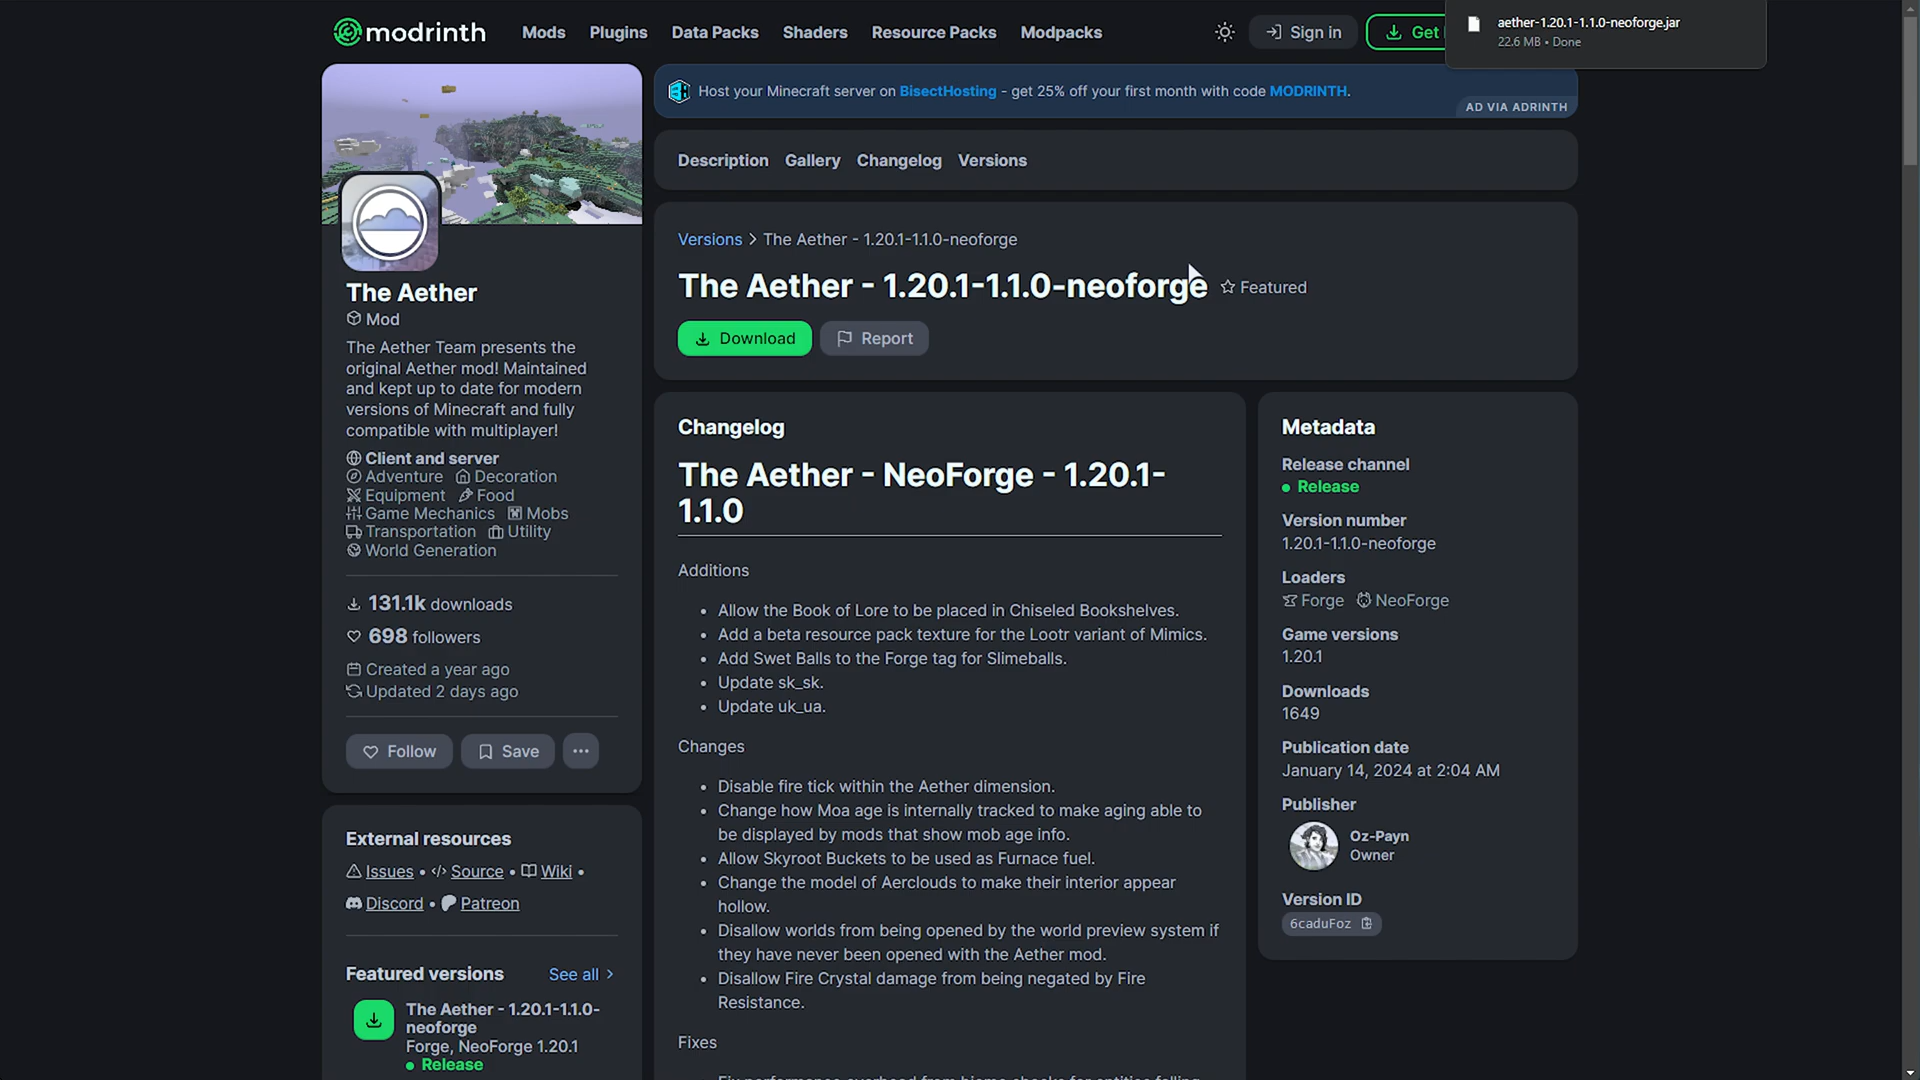 modrinth
Mods
Plugins
Data Packs
Shaders
Resource Packs
Modpacks
Sign in
Get
aether-1.20.1-1.1.0-neoforge.jar
22.6 MB • Done
Host your Minecraft server on BisectHosting - get 25% off your first month with code MODRINTH.
AD VIA ADRINTH
Description
Gallery
Changelog
Versions
Versions > The Aether - 1.20.1-1.1.0-neoforge
The Aether - 1.20.1-1.1.0-neoforge
Featured
Download
Report
The Aether
Mod
The Aether Team presents the
original Aether mod! Maintained
and kept up to date for modern
versions of Minecraft and fully
compatible with multiplayer!
Client and server
Adventure Decoration
Equipment Food
Game Mechanics Mobs
Transportation Utility
World Generation
131.1k downloads
698 followers
Created a year ago
Updated 2 days ago
Follow
Save
External resources
Issues • Source • Wiki •
Discord • Patreon
Featured versions
See all >
The Aether - 1.20.1-1.1.0-
neoforge
Forge, NeoForge 1.20.1
• Release
Changelog
The Aether - NeoForge - 1.20.1-
1.1.0
Additions
• Allow the Book of Lore to be placed in Chiseled Bookshelves.
• Add a beta resource pack texture for the Lootr variant of Mimics.
• Add Swet Balls to the Forge tag for Slimeballs.
• Update sk_sk.
• Update uk_ua.
Changes
• Disable fire tick within the Aether dimension.
• Change how Moa age is internally tracked to make aging able to
be displayed by mods that show mob age info.
• Allow Skyroot Buckets to be used as Furnace fuel.
• Change the model of Aerclouds to make their interior appear
hollow.
• Disallow worlds from being opened by the world preview system if
they have never been opened with the Aether mod.
• Disallow Fire Crystal damage from being negated by Fire
Resistance.
Fixes
Metadata
Release channel
• Release
Version number
1.20.1-1.1.0-neoforge
Loaders
Forge NeoForge
Game versions
1.20.1
Downloads
1649
Publication date
January 14, 2024 at 2:04 AM
Publisher
Oz-Payn
Owner
Version ID
6caduFoz